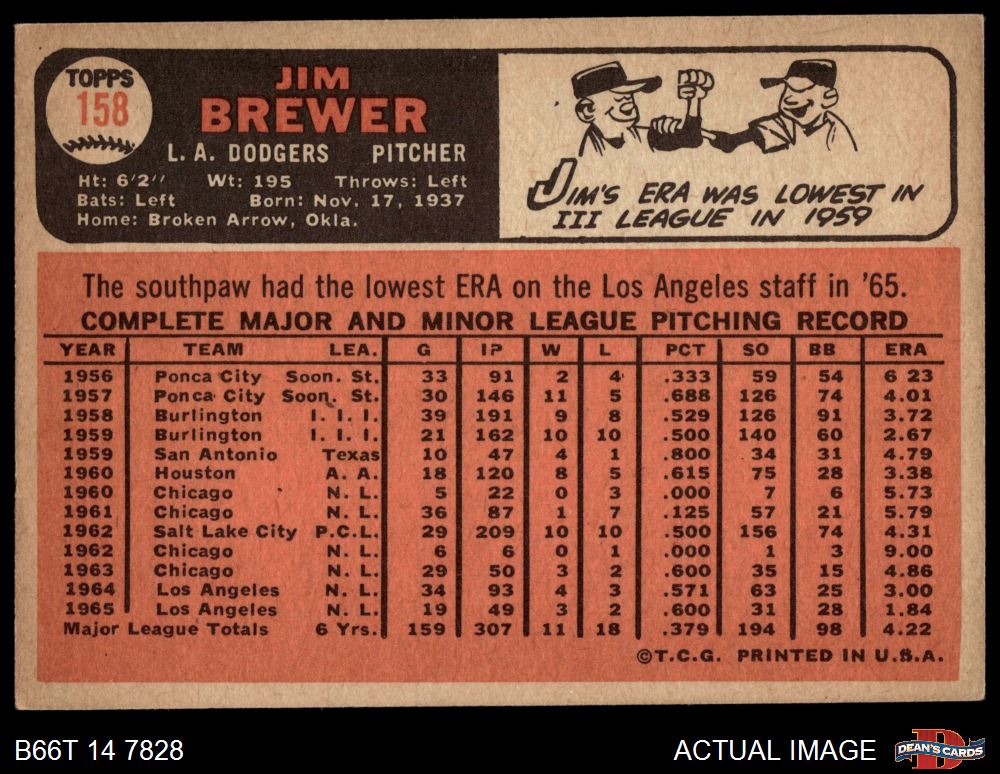 TOPPS
158
JIM
BREWER
L. A. DODGERS PITCHER
Ht: 6'2'' Wt: 195 Throws: Left
Bats: Left Born: Nov. 17, 1937
Home: Broken Arrow, Okla.
JIM'S ERA WAS LOWEST IN
III LEAGUE IN 1959
The southpaw had the lowest ERA on the Los Angeles staff in '65.
COMPLETE MAJOR AND MINOR LEAGUE PITCHING RECORD
YEAR TEAM LEA. G IP W L PCT SO BB ERA
1956 Ponca City Soon. St. 33 91 2 4 .333 59 54 6 23
1957 Ponca City Soon. St. 30 146 11 5 .688 126 74 4.01
1958 Burlington I. I. I. 39 191 9 8 .529 126 91 3.72
1959 Burlington I. I. I. 21 162 10 10 .500 140 60 2.67
1959 San Antonio Texas 10 47 4 1 .800 34 31 4.79
1960 Houston A. A. 18 120 8 5 .615 75 28 3.38
1960 Chicago N. L. 5 22 0 3 .000 7 6 5.73
1961 Chicago N. L. 36 87 1 7 .125 57 21 5.79
1962 Salt Lake City P.C.L. 29 209 10 10 .500 156 74 4.31
1962 Chicago N. L. 6 6 0 1 .000 1 3 9.00
1963 Chicago N. L. 29 50 3 2 .600 35 15 4.86
1964 Los Angeles N. L. 34 93 4 3 .571 63 25 3.00
1965 Los Angeles N. L. 19 49 3 2 .600 31 28 1.84
Major League Totals 6 Yrs. 159 307 11 18 .379 194 98 4.22
©T.C.G. PRINTED IN U.S.A.
B66T 14 7828
ACTUAL IMAGE
D
DEAN'S CARDS